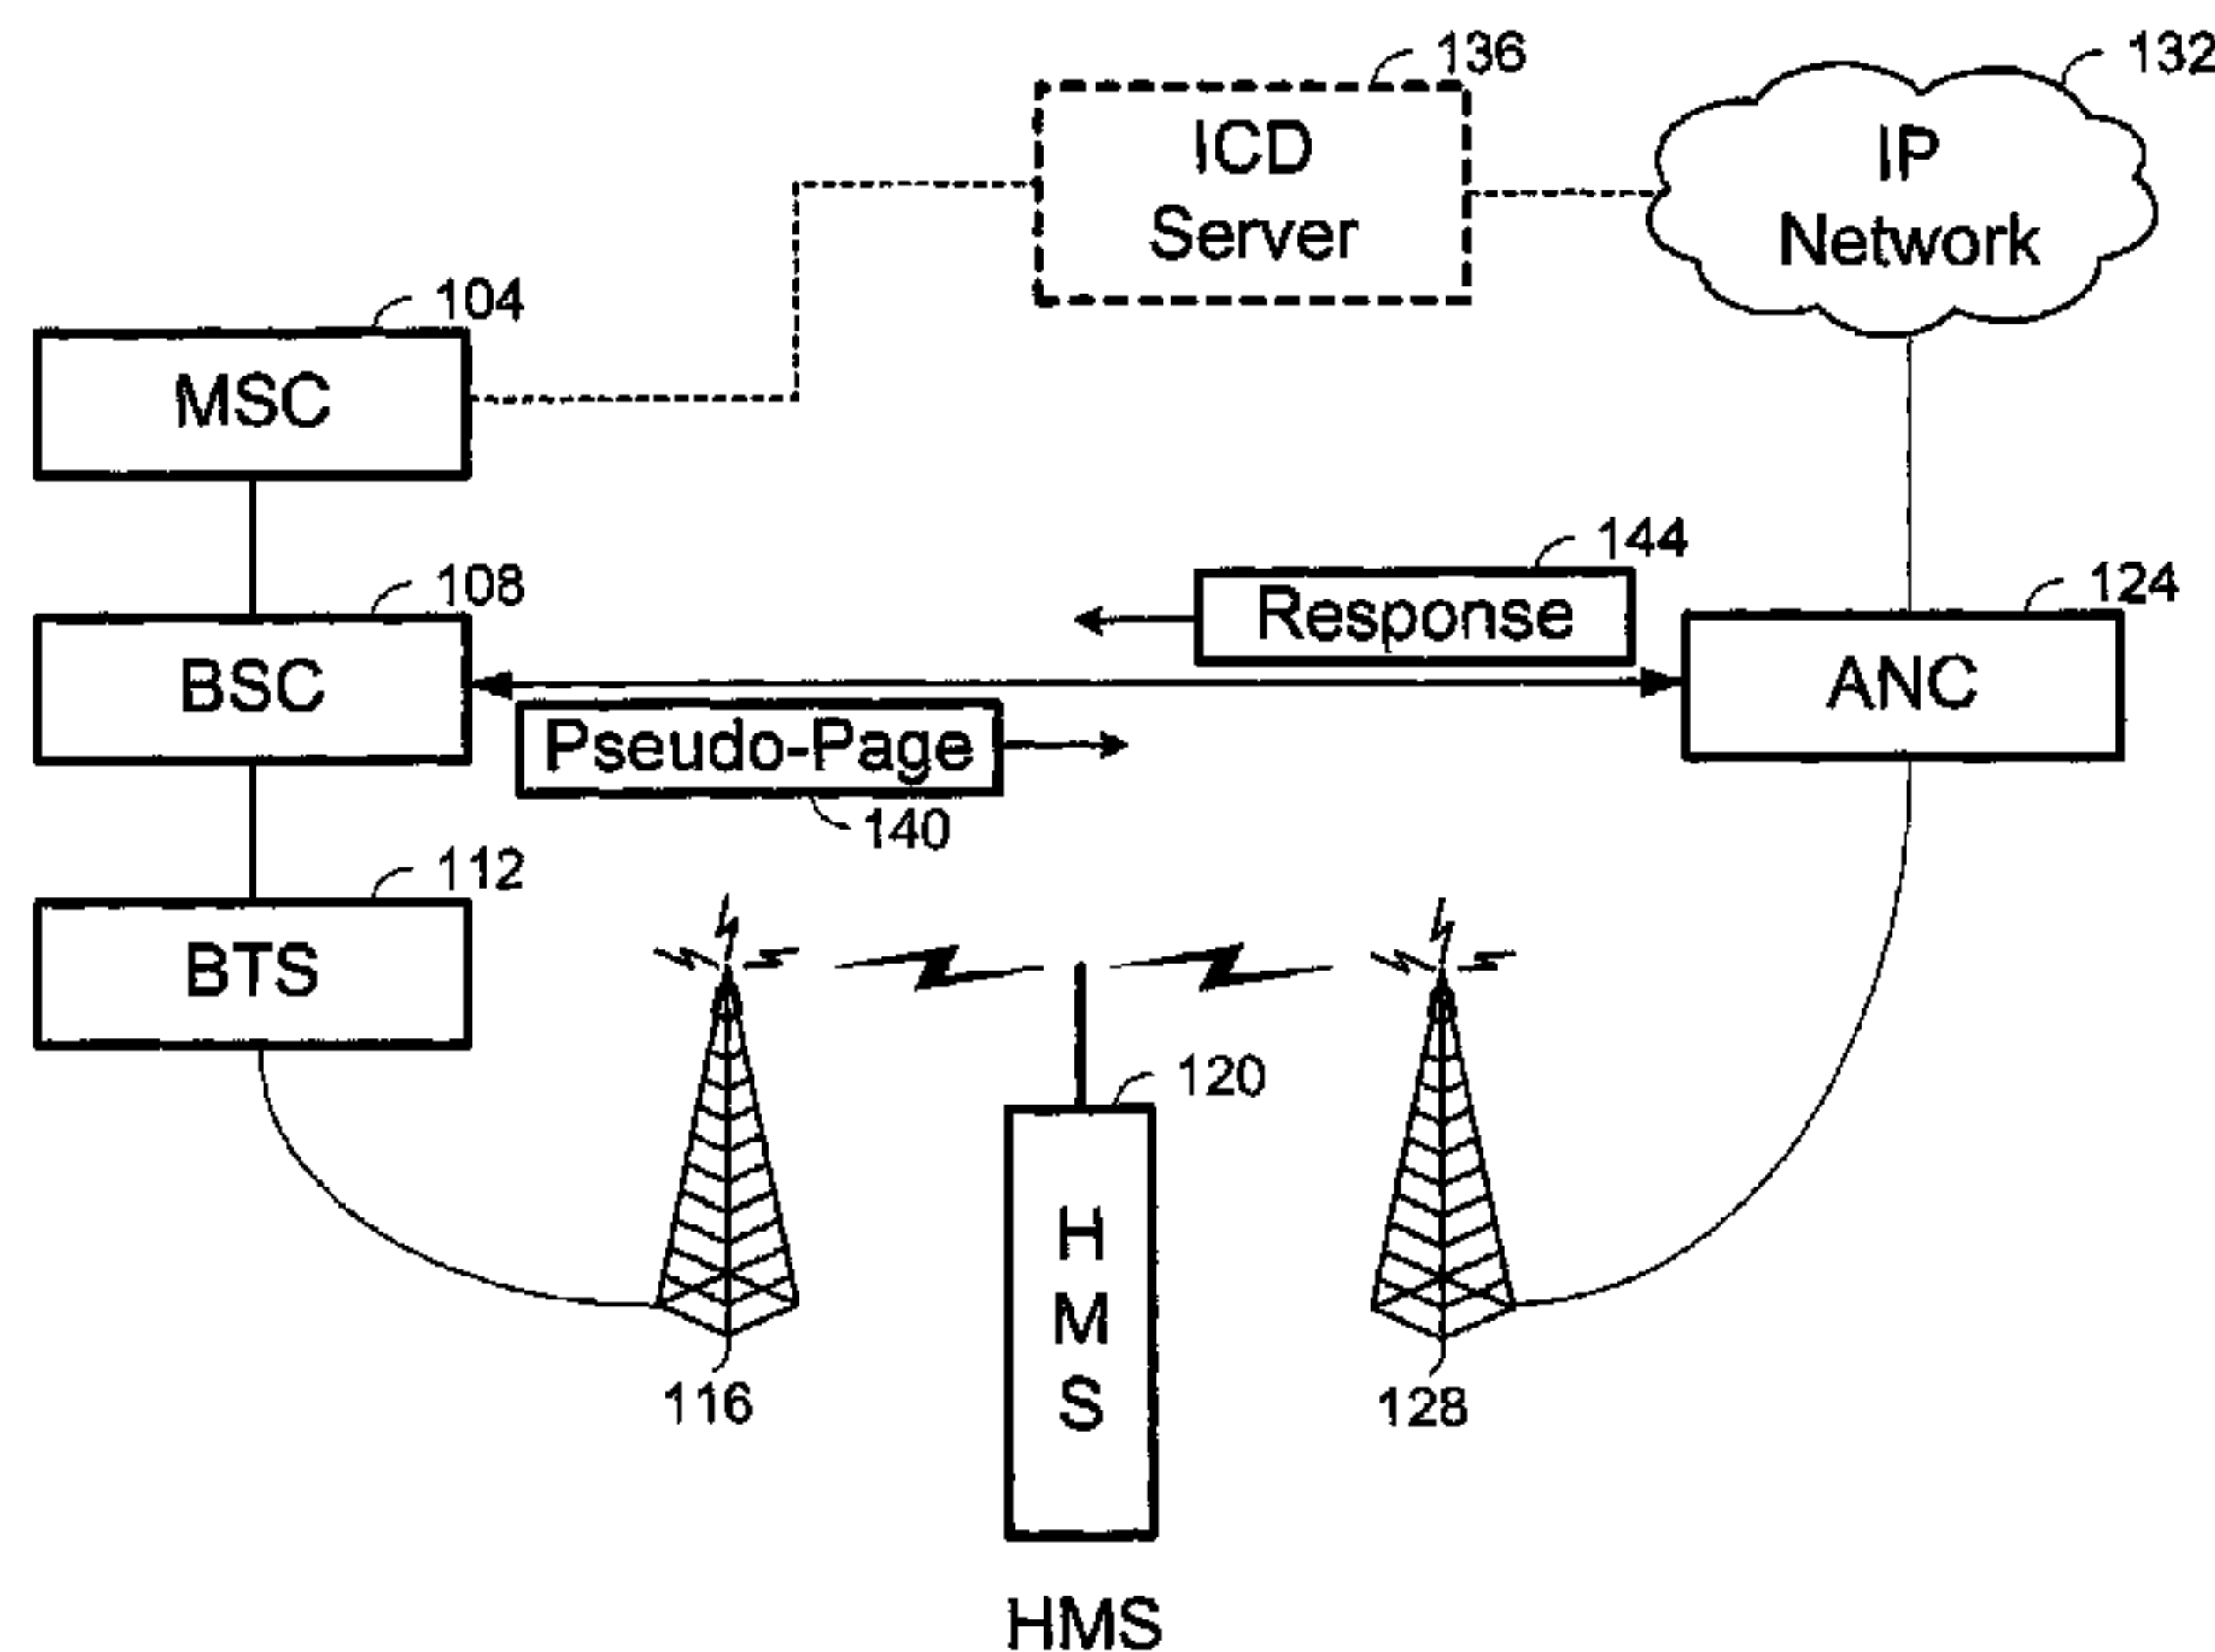 136
132
ICD
Server
IP
Network
104
MSC
144
Response
108
BSC
124
ANC
Pseudo-Page
140
112
BTS
120
H
M
S
116
128
HMS